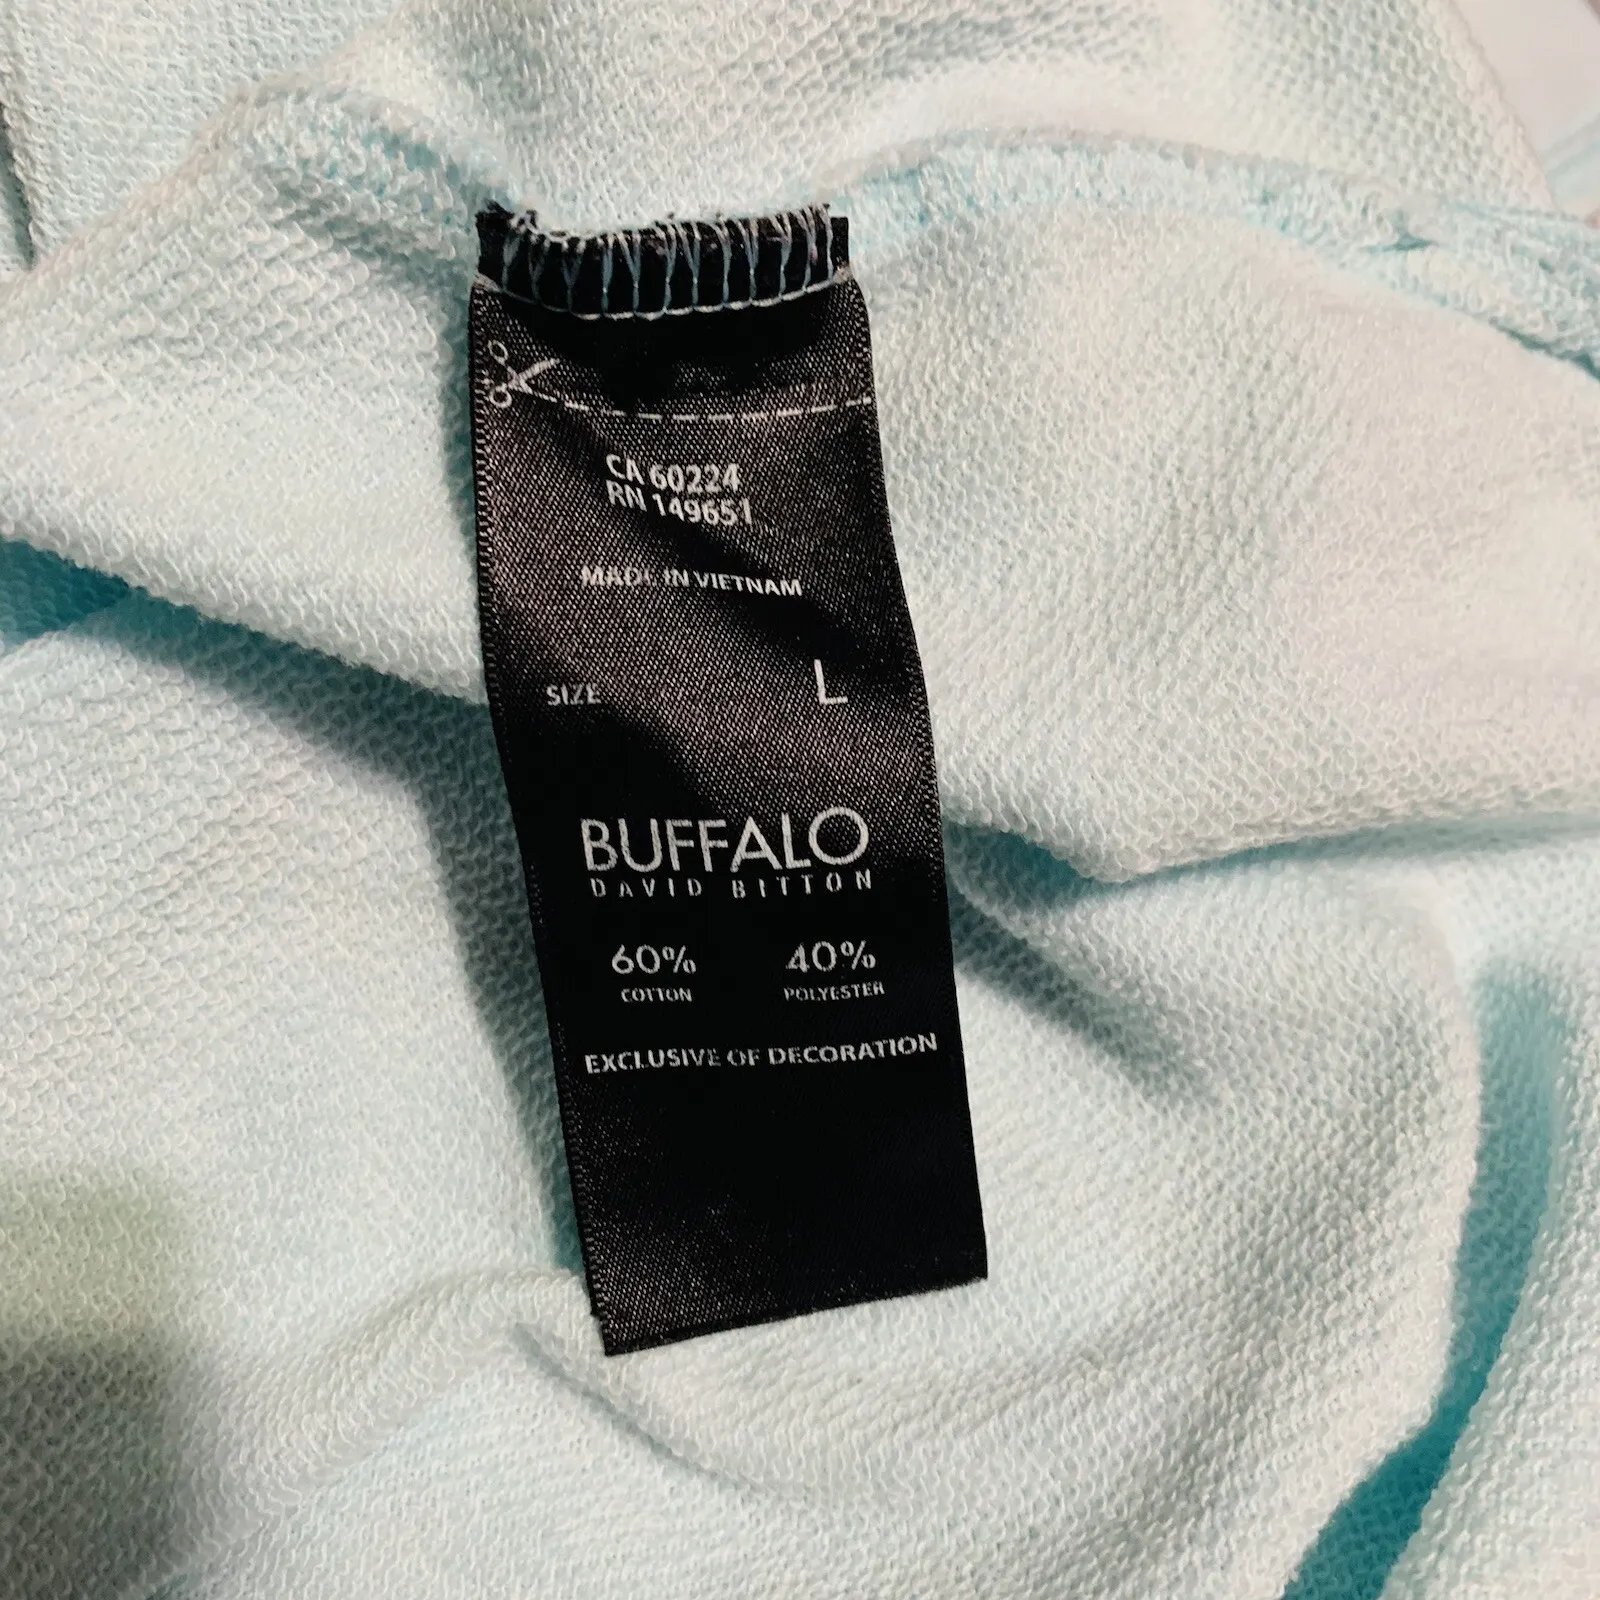 CA 60224
RN 149651
MADE IN VIETNAM
SIZE L
BUFFALO
DAVID BITTON
60% 40%
COTTON POLYESTER
EXCLUSIVE OF DECORATION